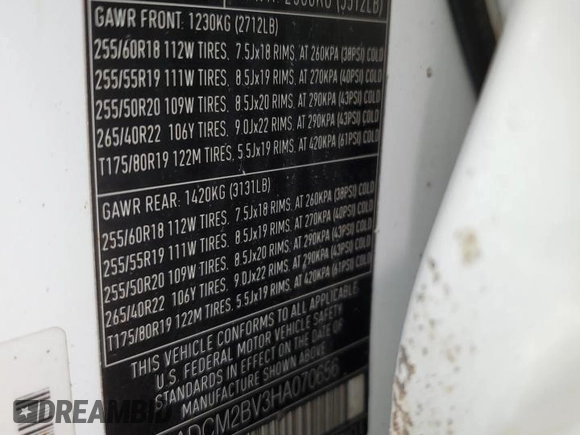 GAWR FRONT: 1230KG (2712LB)
255/60R18 112W TIRES, 7.5Jx18 RIMS, AT 260KPA (38PSI) COLD
255/55R19 111W TIRES, 8.5Jx19 RIMS, AT 270KPA (40PSI) COLD
255/50R20 109W TIRES, 8.5Jx20 RIMS, AT 290KPA (43PSI) COLD
265/40R22 106Y TIRES, 9.0Jx22 RIMS, AT 290KPA (43PSI) COLD
T175/80R19 122M TIRES, 5.5Jx19 RIMS, AT 420KPA (61PSI) COLD
GAWR REAR: 1420KG (3131LB)
255/60R18 112W TIRES, 7.5Jx18 RIMS, AT 260KPA (38PSI) COLD
255/55R19 111W TIRES, 8.5Jx19 RIMS, AT 270KPA (40PSI) COLD
255/50R20 109W TIRES, 8.5Jx20 RIMS, AT 290KPA (43PSI) COLD
265/40R22 106Y TIRES, 9.0Jx22 RIMS, AT 290KPA (43PSI) COLD
T175/80R19 122M TIRES, 5.5Jx19 RIMS, AT 420KPA (61PSI) COLD
THIS VEHICLE CONFORMS TO ALL APPLICABLE
U.S. FEDERAL MOTOR VEHICLE SAFETY
STANDARDS IN EFFECT ON THE DATE OF
MANUFACTURE SHOWN ABOVE
ADCM2BV3HA070656
DREAMBID